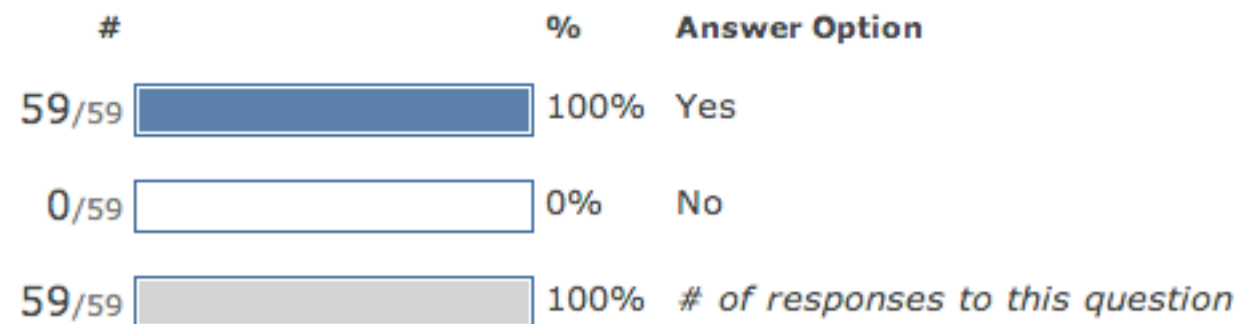 # % Answer Option
59/59 100% Yes
0/59 0% No
59/59 100% # of responses to this question